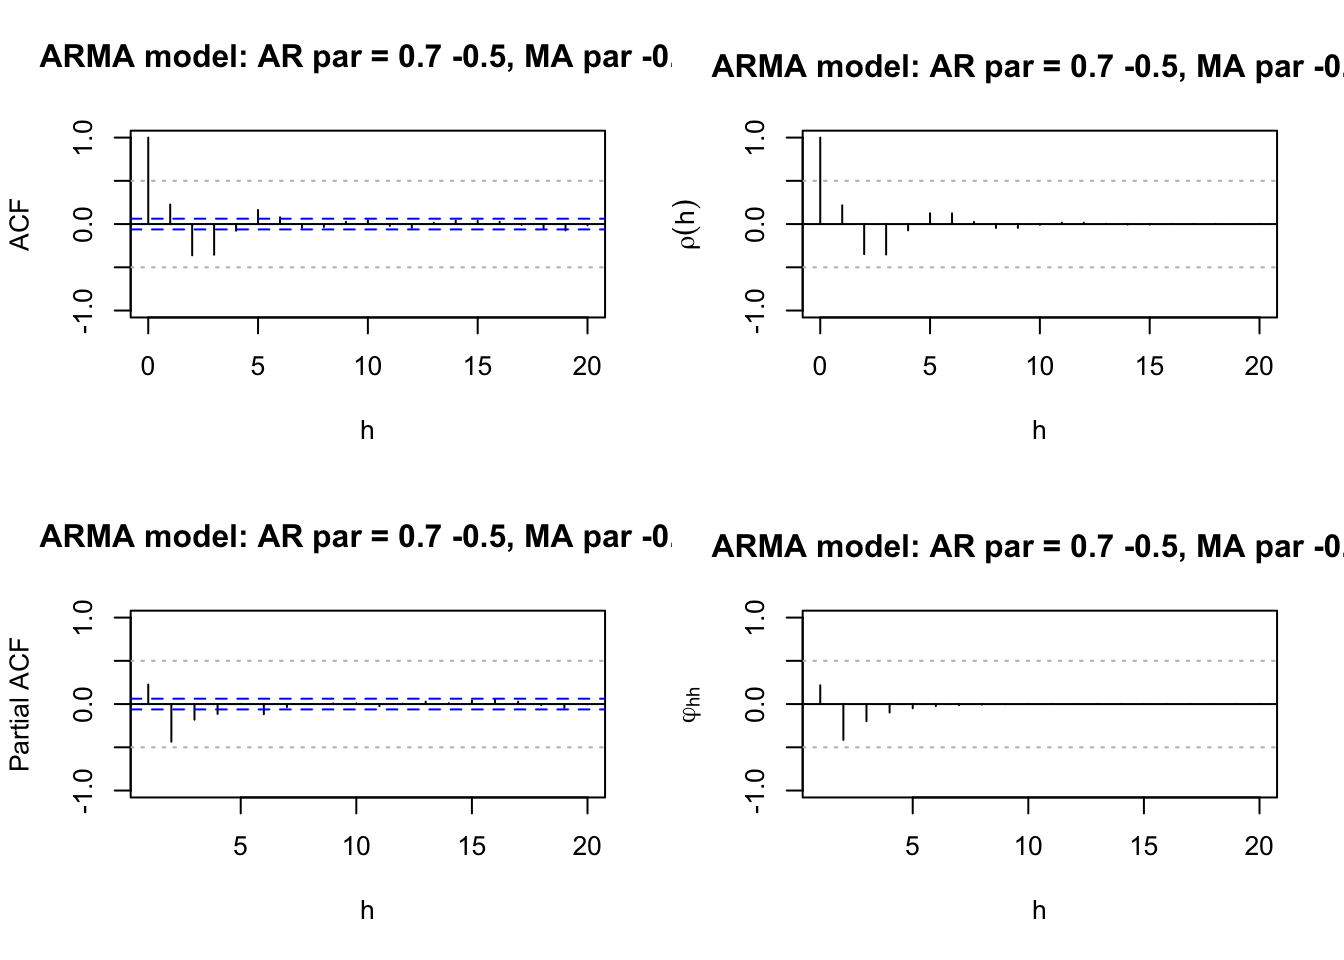 ARMA model: AR par = 0.7 -0.5, MA par -0.
ACF
1.0
0.0
-1.0
0 5 10 15 20
h
ARMA model: AR par = 0.7 -0.5, MA par -0.
ρ(h)
1.0
0.0
-1.0
0 5 10 15 20
h
ARMA model: AR par = 0.7 -0.5, MA par -0.
Partial ACF
1.0
0.0
-1.0
5 10 15 20
h
ARMA model: AR par = 0.7 -0.5, MA par -0.
φhh
1.0
0.0
-1.0
5 10 15 20
h